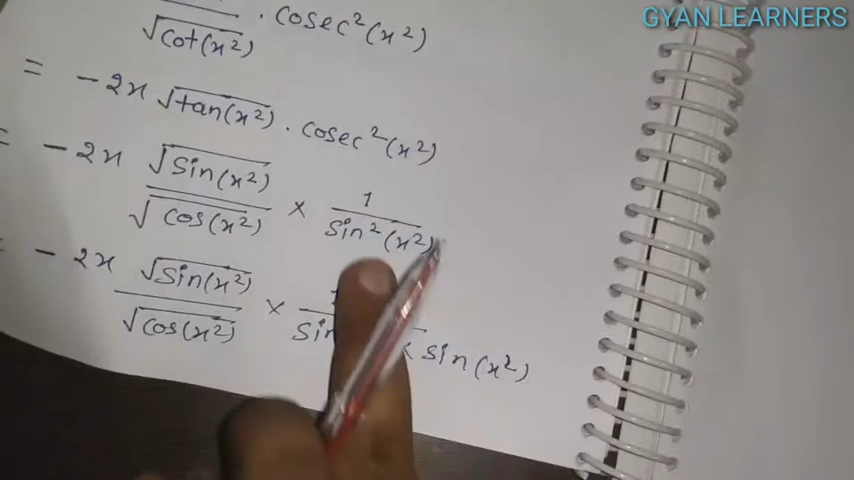 GYAN LEARNERS
/ √cot(x²) . cosec²(x²)
= -2x √tan(x²) . cosec²(x²)
= -2x √sin(x²) / √cos(x²) × 1 / sin²(x²)
= -2x √sin(x²) / √cos(x²) × / sin × sin(x²)